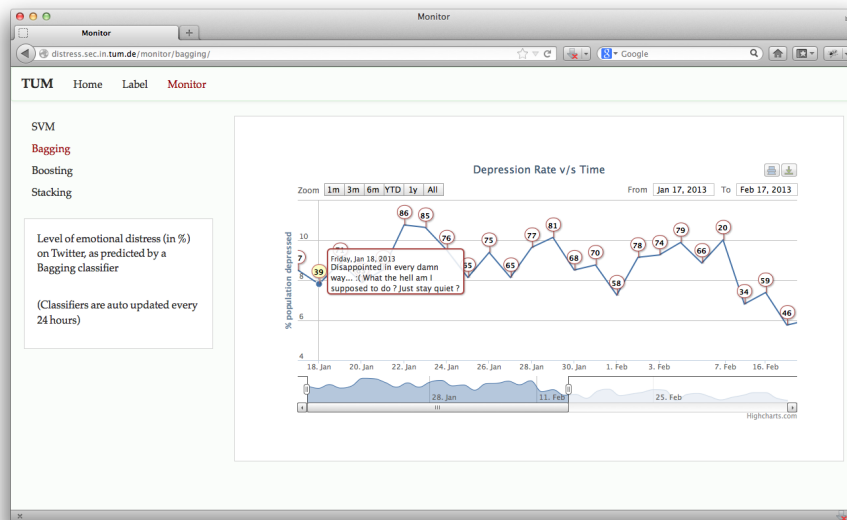 Monitor
Monitor
distress.sec.in.tum.de/monitor/bagging/
Google
TUM Home Label Monitor
SVM
Bagging
Boosting
Stacking
Level of emotional distress (in %)
on Twitter, as predicted by a
Bagging classifier
(Classifiers are auto updated every
24 hours)
Depression Rate v/s Time
Zoom 1m 3m 6m YTD 1y All
From Jan 17, 2013 To Feb 17, 2013
% population depressed
10
8
6
4
7 39 86 85 76 65 75 65 77 81 68 70 58 78 74 79 66 20 34 59 46
Friday, Jan 18, 2013
Disappointed in every damn
way... :( What the hell am I
supposed to do ? Just stay quiet ?
18. Jan 20. Jan 22. Jan 24. Jan 26. Jan 28. Jan 30. Jan 1. Feb 3. Feb 7. Feb 16. Feb
28. Jan 11. Feb 25. Feb
Highcharts.com